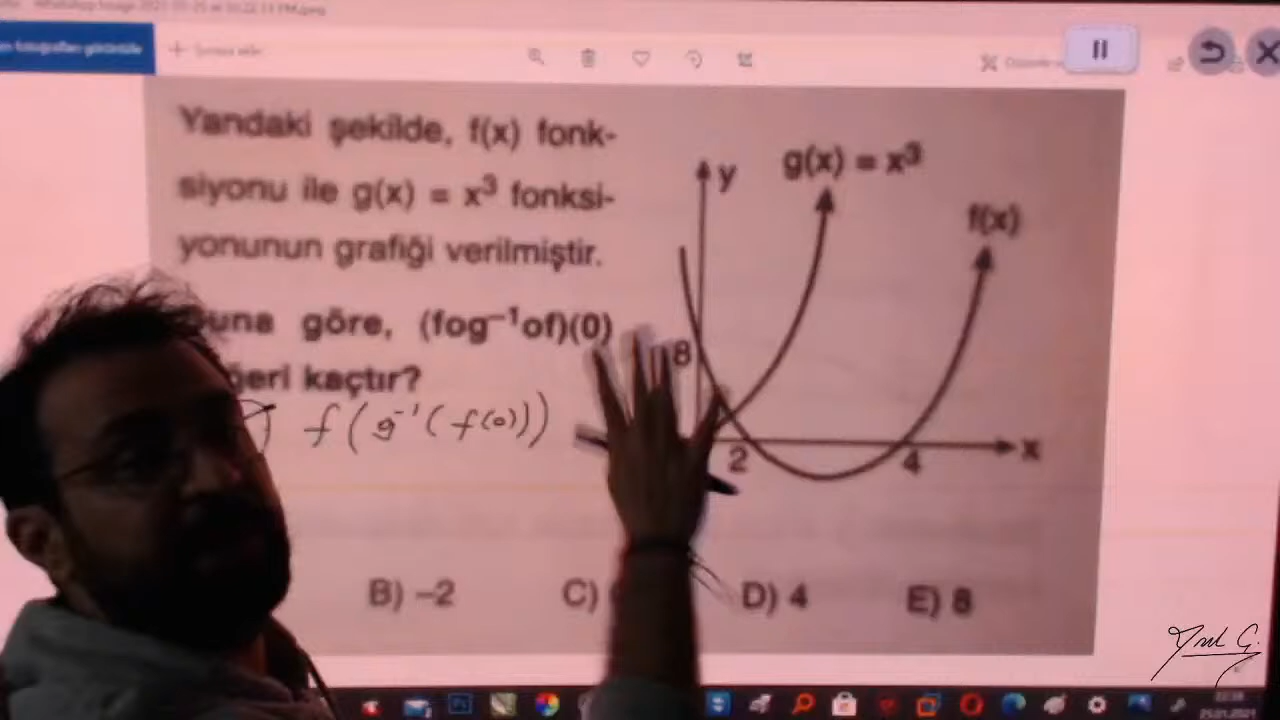 Yandaki şekilde, f(x) fonk-
siyonu ile g(x) = x³ fonksi-
yonunun grafiği verilmiştir.
göre, (fog⁻¹of)(0)
kaçtır?
f(g⁻¹(f(0)))
y
g(x) = x³
f(x)
8
2
4
x
B) –2
C)
D) 4
E) 8